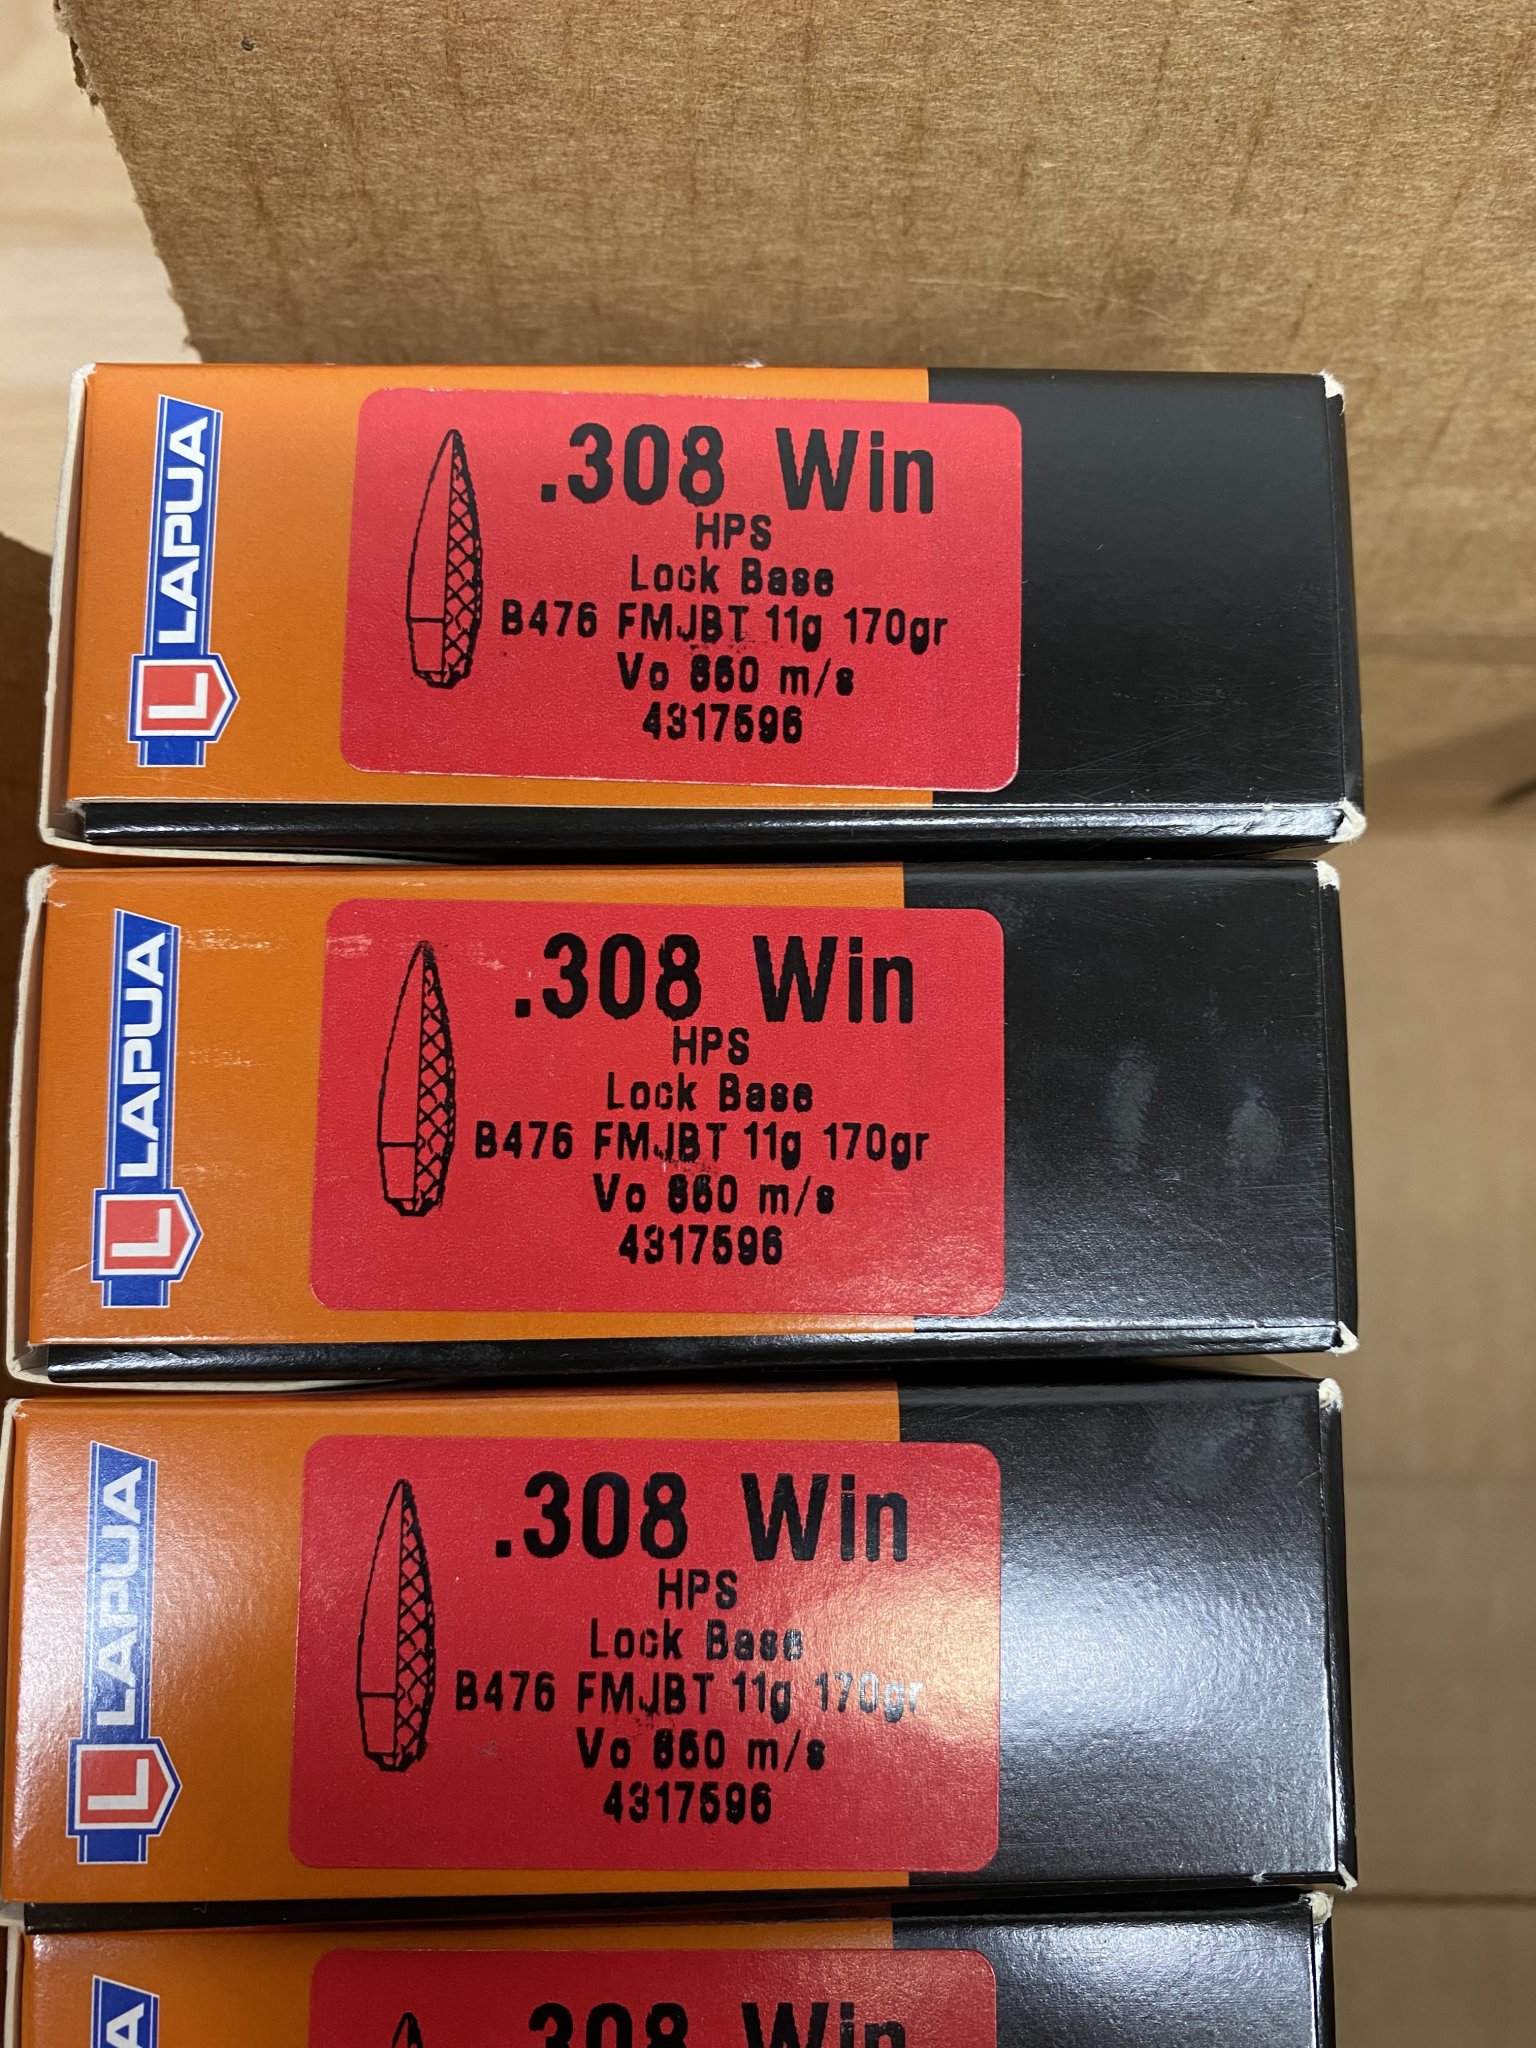 LAPUA
L
.308 Win
HPS
Lock Base
B476 FMJBT 11g 170gr
Vo 860 m/s
4317596
LAPUA
L
.308 Win
HPS
Lock Base
B476 FMJBT 11g 170gr
Vo 860 m/s
4317596
LAPUA
L
.308 Win
HPS
Lock Base
B476 FMJBT 11g 170gr
Vo 860 m/s
4317596
A
.308 Win